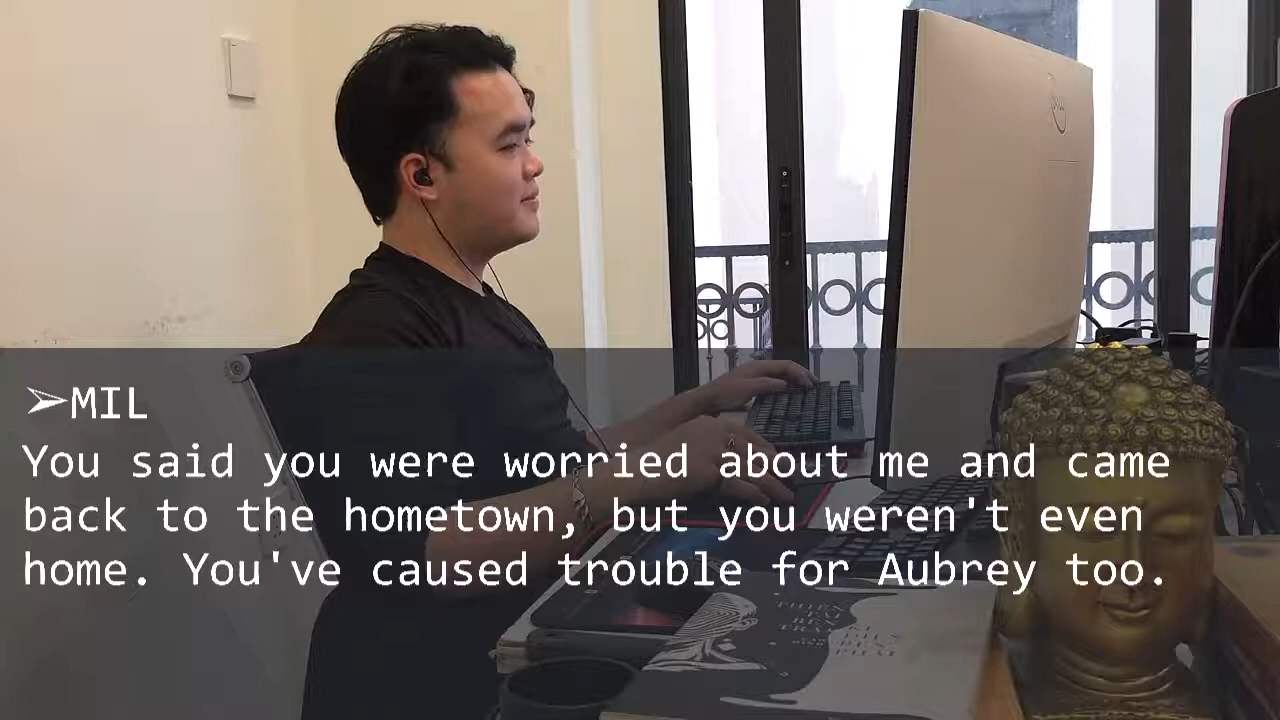 ➢MIL
You said you were worried about me and came
back to the hometown, but you weren't even
home. You've caused trouble for Aubrey too.